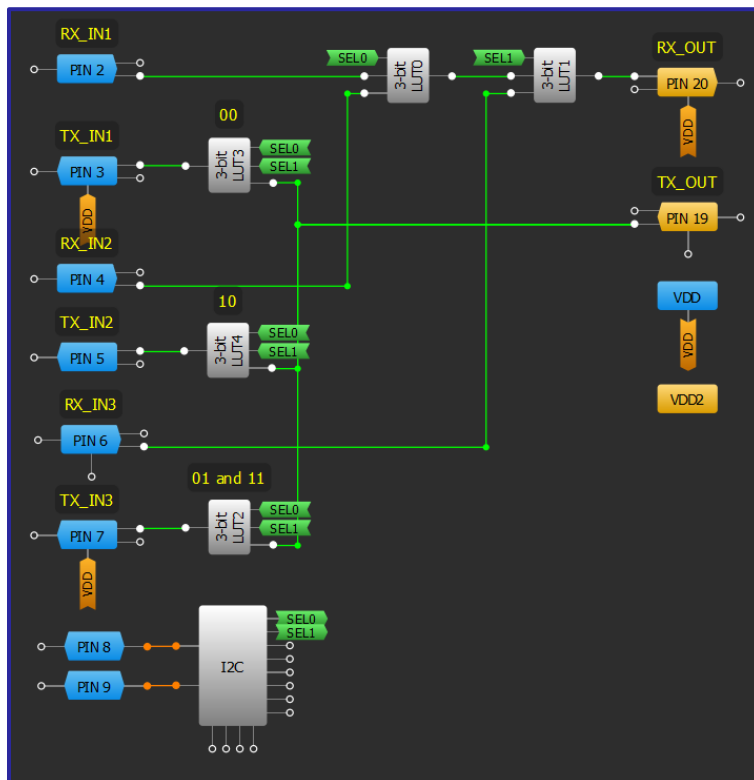 RX_IN1
PIN 2
SEL0
3-bit
LUT0
SEL1
3-bit
LUT1
RX_OUT
PIN 20
VDD
00
TX_IN1
PIN 3
VDD
3-bit
LUT3
SEL0
SEL1
TX_OUT
PIN 19
RX_IN2
PIN 4
VDD
VDD
VDD2
10
TX_IN2
PIN 5
3-bit
LUT4
SEL0
SEL1
RX_IN3
PIN 6
01 and 11
TX_IN3
PIN 7
VDD
3-bit
LUT2
SEL0
SEL1
PIN 8
PIN 9
I2C
SEL0
SEL1